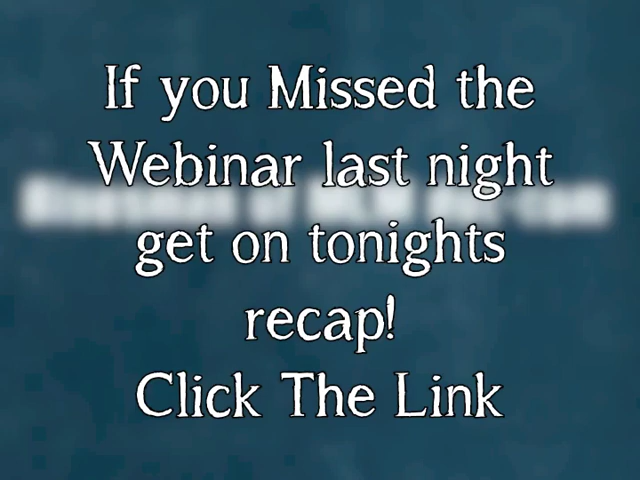 If you Missed the
Webinar last night
get on tonights
recap!
Click The Link